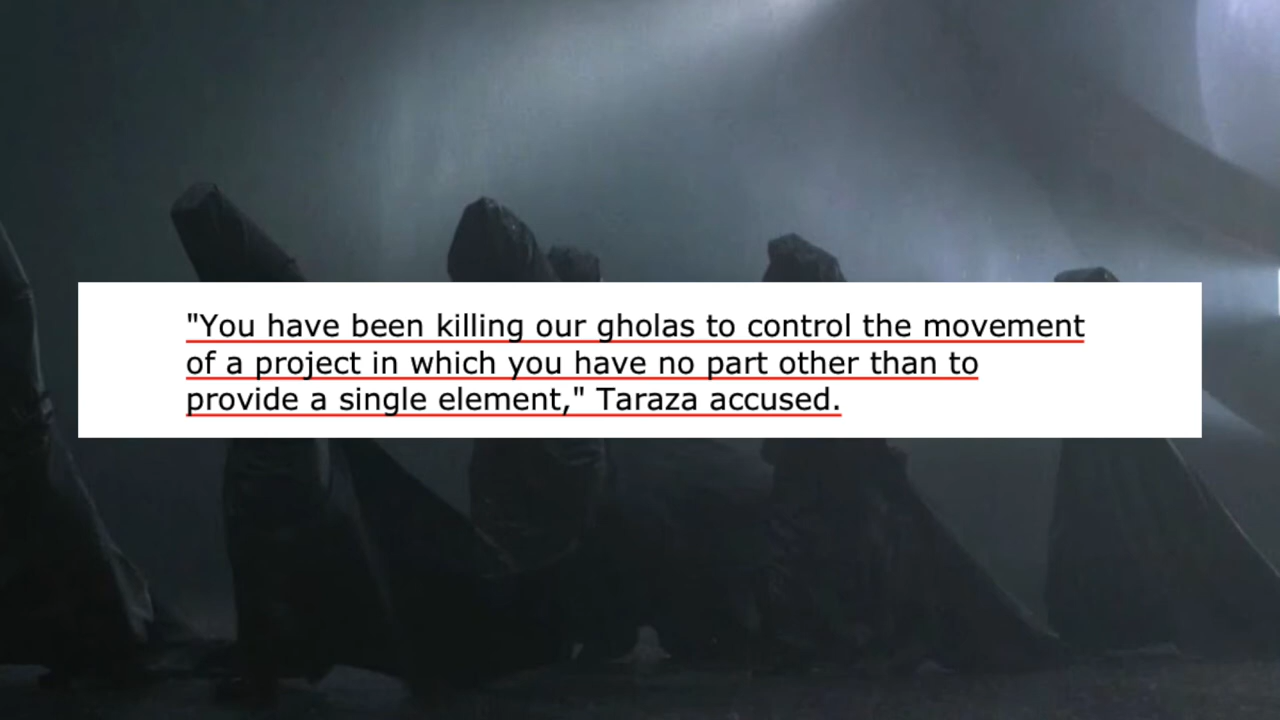 "You have been killing our gholas to control the movement
of a project in which you have no part other than to
provide a single element," Taraza accused.